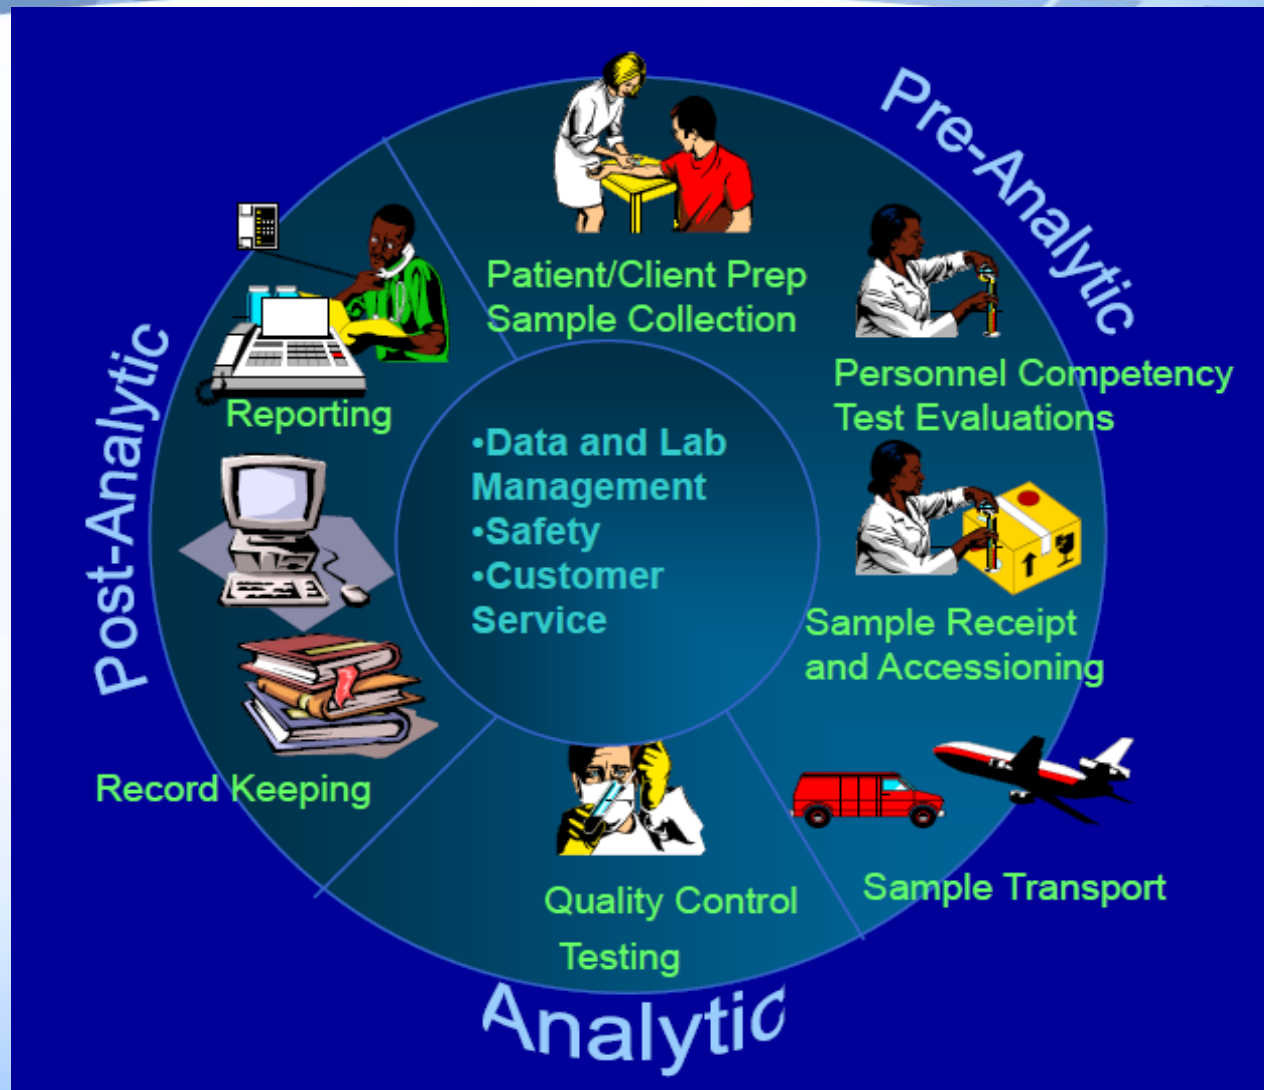 Pre-Analytic
Patient/Client Prep
Sample Collection
Personnel Competency
Test Evaluations
Sample Receipt
and Accessioning
Sample Transport
Quality Control
Testing
Analytic
Reporting
Record Keeping
Post-Analytic
•Data and Lab
Management
•Safety
•Customer
Service